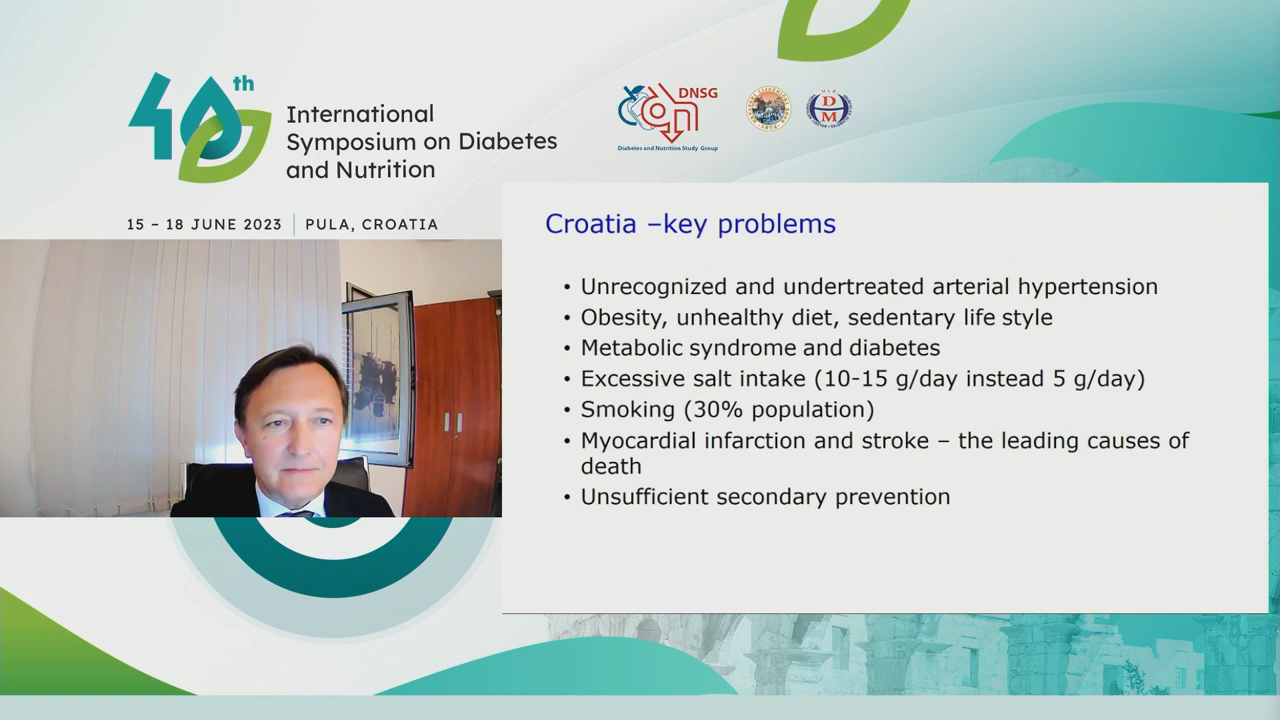 40th
International
Symposium on Diabetes
and Nutrition
15 – 18 JUNE 2023 | PULA, CROATIA
DNSG
Diabetes and Nutrition Study Group
DM
Croatia –key problems
• Unrecognized and undertreated arterial hypertension
• Obesity, unhealthy diet, sedentary life style
• Metabolic syndrome and diabetes
• Excessive salt intake (10-15 g/day instead 5 g/day)
• Smoking (30% population)
• Myocardial infarction and stroke – the leading causes of
death
• Unsufficient secondary prevention